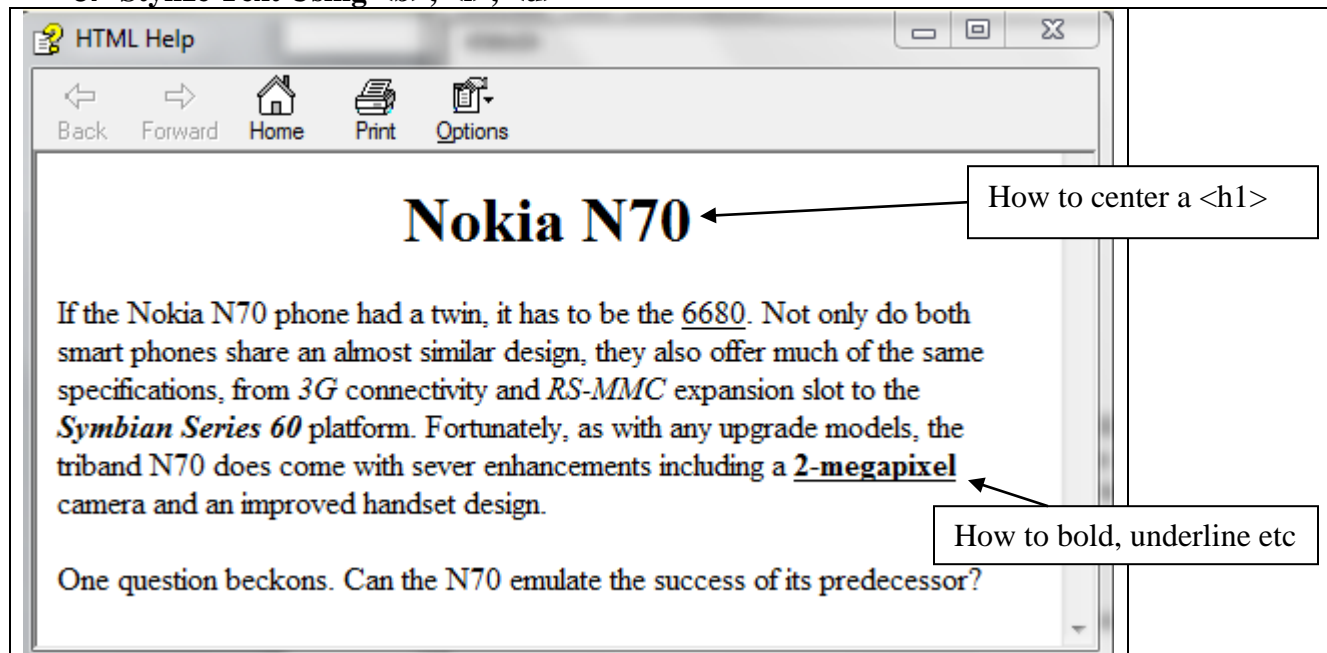 Stylize Text Using
HTML Help
Back Forward Home Print Options
Nokia N70
How to center a <h1>
If the Nokia N70 phone had a twin, it has to be the 6680. Not only do both
smart phones share an almost similar design, they also offer much of the same
specifications, from 3G connectivity and RS-MMC expansion slot to the
Symbian Series 60 platform. Fortunately, as with any upgrade models, the
triband N70 does come with sever enhancements including a 2-megapixel
camera and an improved handset design.
How to bold, underline etc
One question beckons. Can the N70 emulate the success of its predecessor?